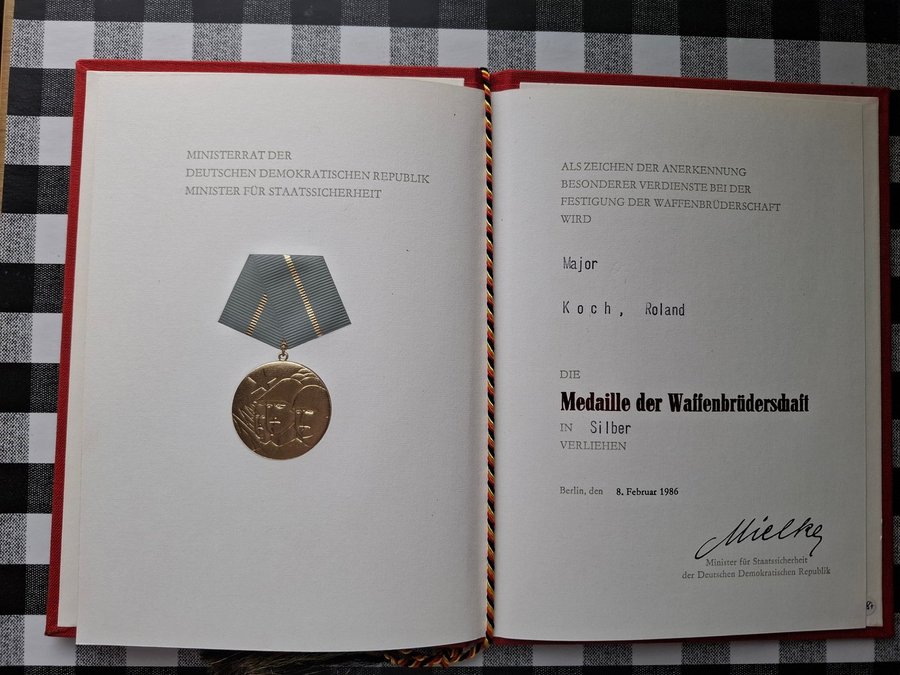 MINISTERRAT DER
DEUTSCHEN DEMOKRATISCHEN REPUBLIK
MINISTER FÜR STAATSSICHERHEIT
ALS ZEICHEN DER ANERKENNUNG
BESONDERER VERDIENSTE BEI DER
FESTIGUNG DER WAFFENBRÜDERSCHAFT
WIRD
Major
Koch, Roland
DIE
Medaille der Waffenbrüderschaft
IN Silber
VERLIEHEN
Berlin, den 8. Februar 1986
Mielke
Minister für Staatssicherheit
der Deutschen Demokratischen Republik